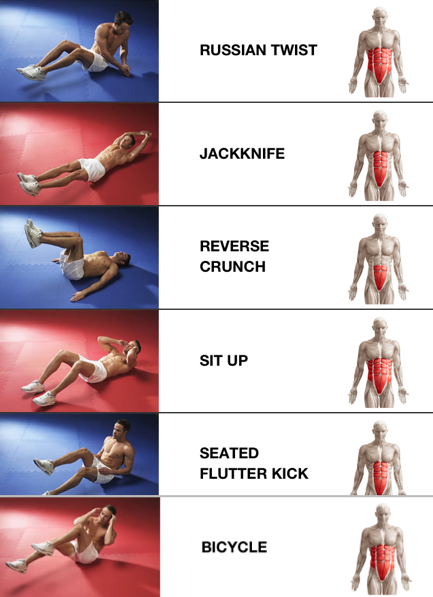 RUSSIAN TWIST
JACKKNIFE
REVERSE
CRUNCH
SIT UP
SEATED
FLUTTER KICK
BICYCLE